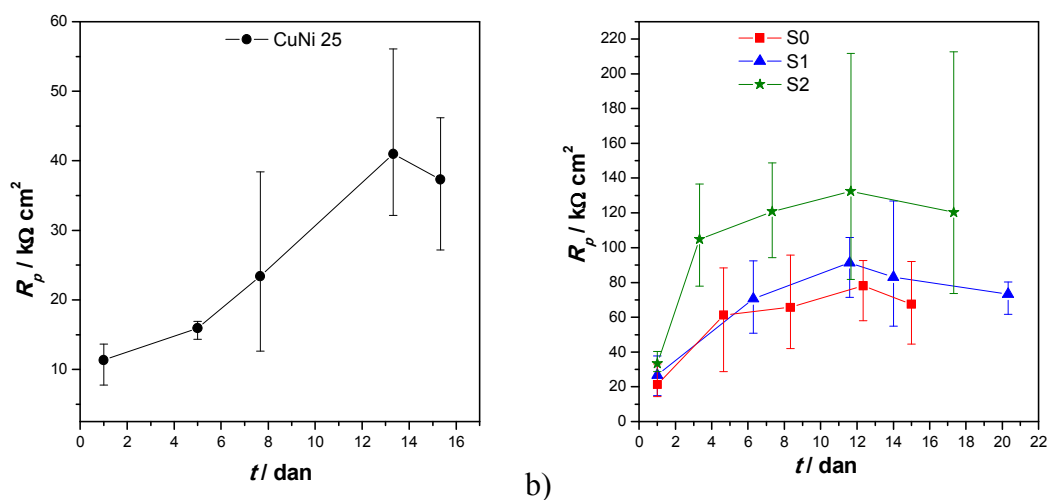 CuNi 25
R_p / kΩ cm²
60
50
40
30
20
10
0 2 4 6 8 10 12 14 16
t / dan
b)
S0
S1
S2
R_p / kΩ cm²
220
200
180
160
140
120
100
80
60
40
20
0
0 2 4 6 8 10 12 14 16 18 20 22
t / dan